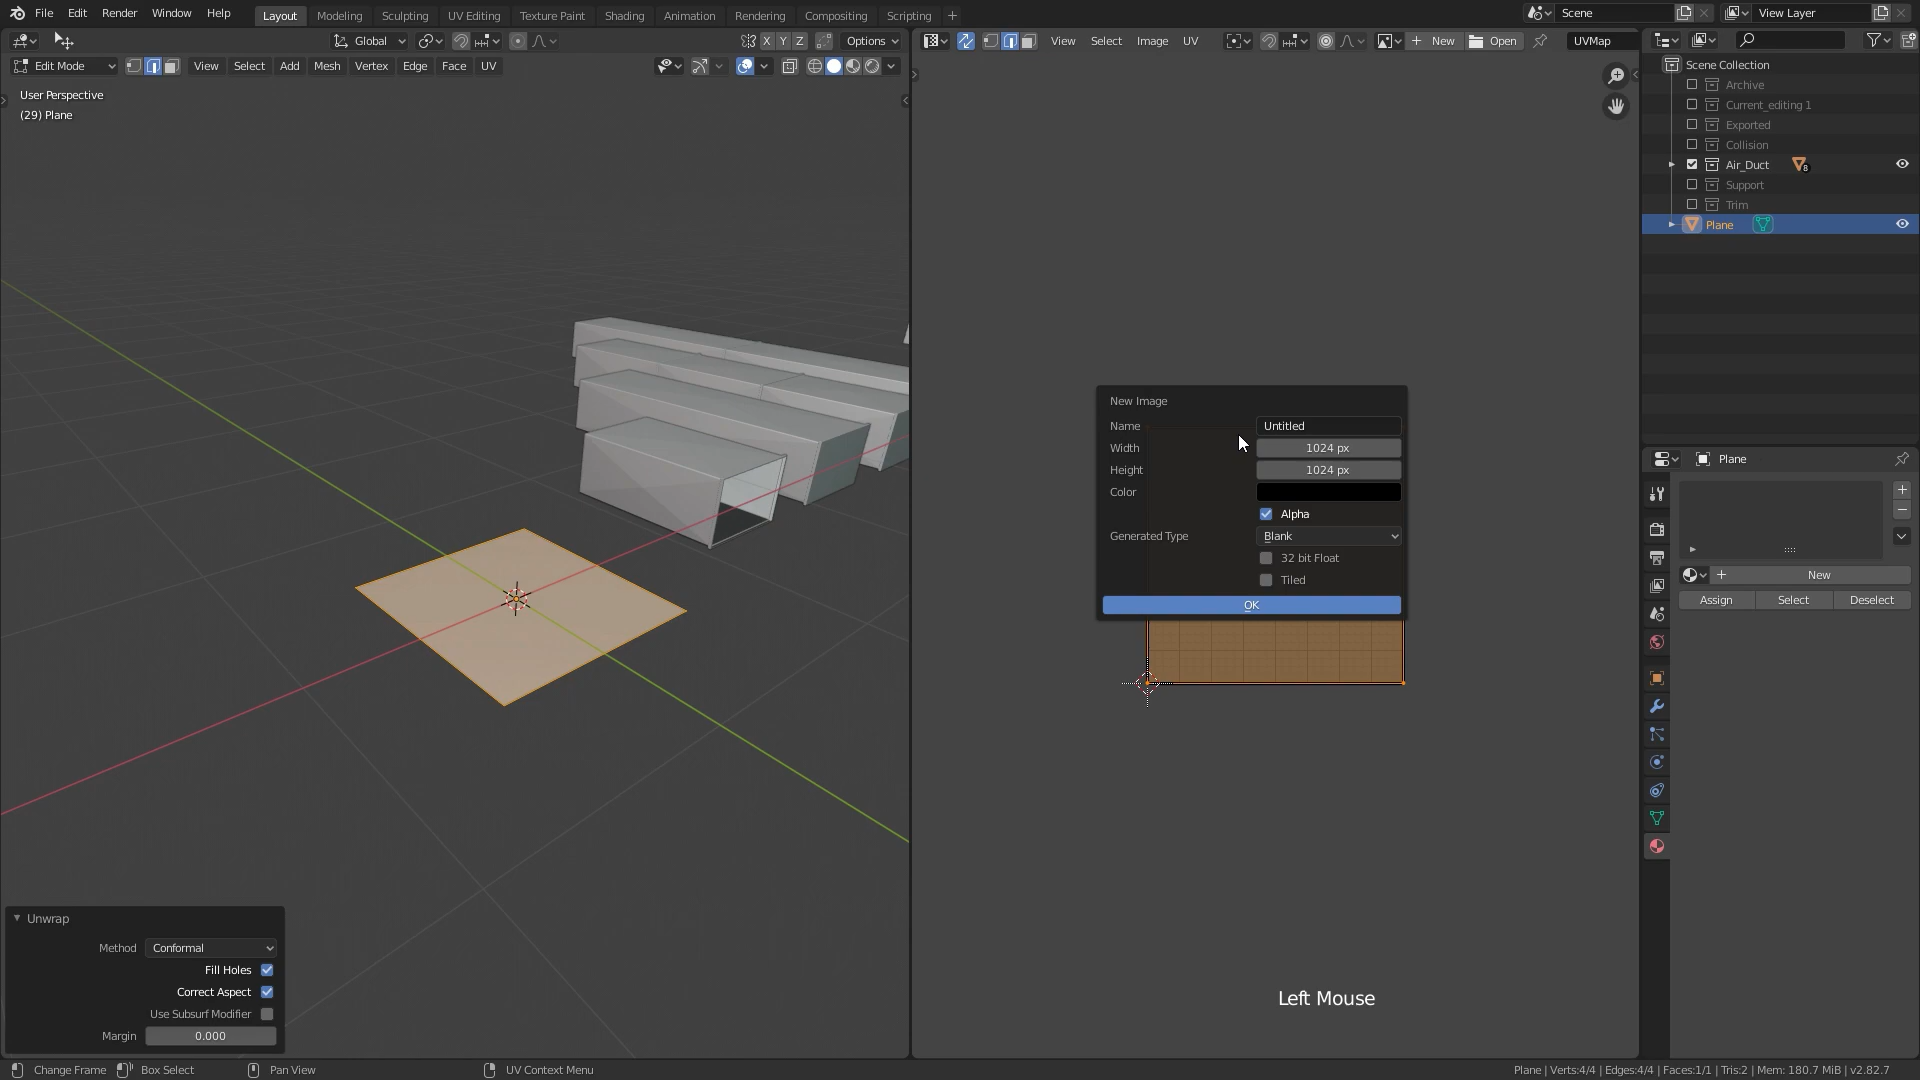 File Edit Render Window Help
Layout Modeling Sculpting UV Editing Texture Paint Shading Animation Rendering Compositing Scripting +
Scene View Layer
Global X Y Z Options
View Select Image UV + New Open UVMap
Edit Mode View Select Add Mesh Vertex Edge Face UV
User Perspective
(29) Plane
Scene Collection
Archive
Current_editing 1
Exported
Collision
Air_Duct 8
Support
Trim
Plane
New Image
Name Untitled
Width 1024 px
Height 1024 px
Color
Alpha
Generated Type Blank
32 bit Float
Tiled
OK
Plane
+ New
Assign Select Deselect
Unwrap
Method Conformal
Fill Holes
Correct Aspect
Use Subsurf Modifier
Margin 0.000
Left Mouse
Change Frame Box Select Pan View UV Context Menu Plane | Verts:4/4 | Edges:4/4 | Faces:1/1 | Tris:2 | Mem: 180.7 MiB | v2.82.7